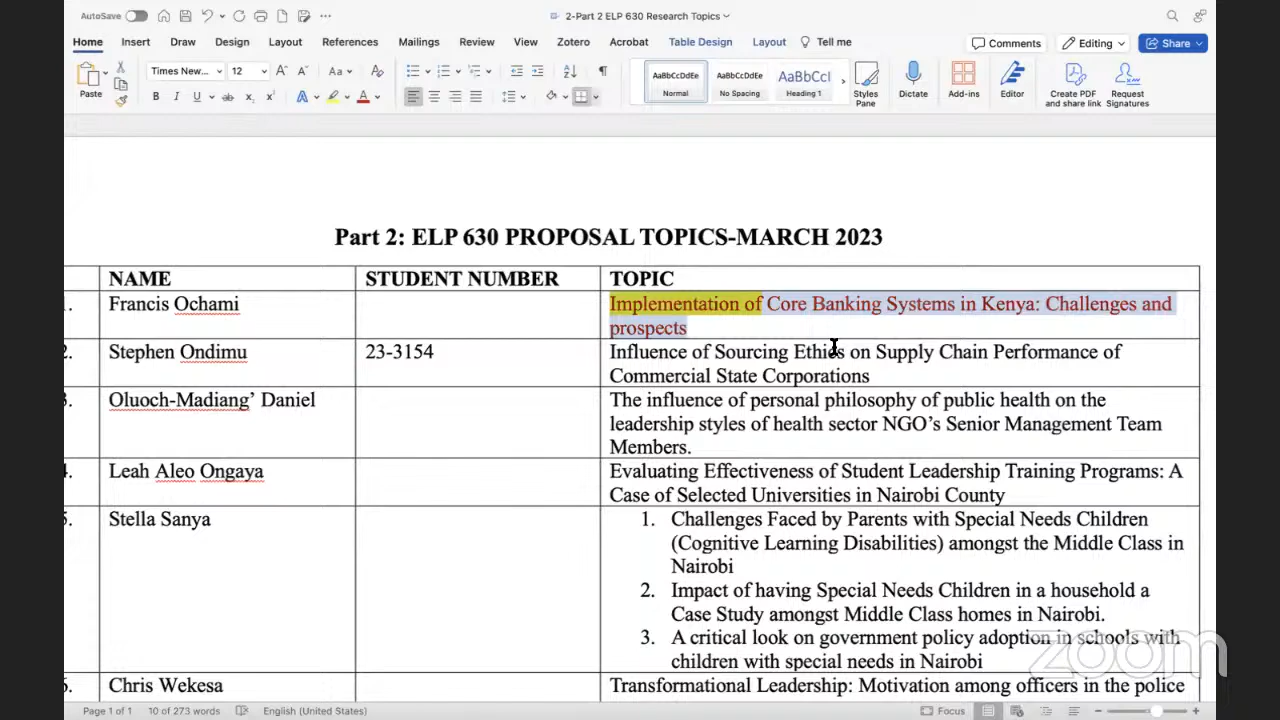 AutoSave
2-Part 2 ELP 630 Research Topics
Home Insert Draw Design Layout References Mailings Review View Zotero Acrobat Table Design Layout Tell me
Comments Editing Share
Paste
Times New... 12
AaBbCcDdEe
Normal
AaBbCcDdEe
No Spacing
AaBbCcI
Heading 1
Styles
Pane
Dictate
Add-ins
Editor
Create PDF
and share link
Request
Signatures
Part 2: ELP 630 PROPOSAL TOPICS-MARCH 2023
NAME STUDENT NUMBER TOPIC
Francis Ochami Implementation of Core Banking Systems in Kenya: Challenges and
prospects
Stephen Ondimu 23-3154 Influence of Sourcing Ethics on Supply Chain Performance of
Commercial State Corporations
Oluoch-Madiang’ Daniel The influence of personal philosophy of public health on the
leadership styles of health sector NGO’s Senior Management Team
Members.
Leah Aleo Ongaya Evaluating Effectiveness of Student Leadership Training Programs: A
Case of Selected Universities in Nairobi County
Stella Sanya 1. Challenges Faced by Parents with Special Needs Children
(Cognitive Learning Disabilities) amongst the Middle Class in
Nairobi
2. Impact of having Special Needs Children in a household a
Case Study amongst Middle Class homes in Nairobi.
3. A critical look on government policy adoption in schools with
children with special needs in Nairobi
Chris Wekesa Transformational Leadership: Motivation among officers in the police
zoom
Page 1 of 1 10 of 273 words English (United States) Focus